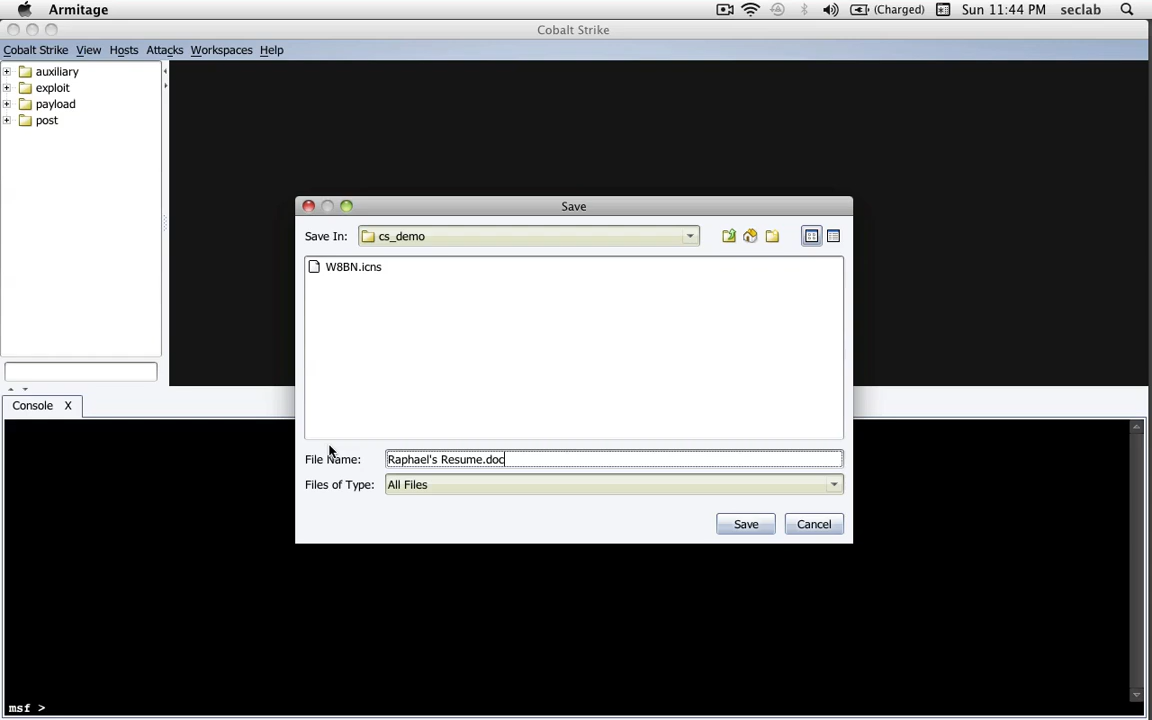 Armitage (Charged) Sun 11:44 PM seclab
Cobalt Strike
Cobalt Strike View Hosts Attacks Workspaces Help
auxiliary
exploit
payload
post
Save
Save In: cs_demo
W8BN.icns
Console X
File Name: Raphael's Resume.doc
Files of Type: All Files
Save Cancel
msf >